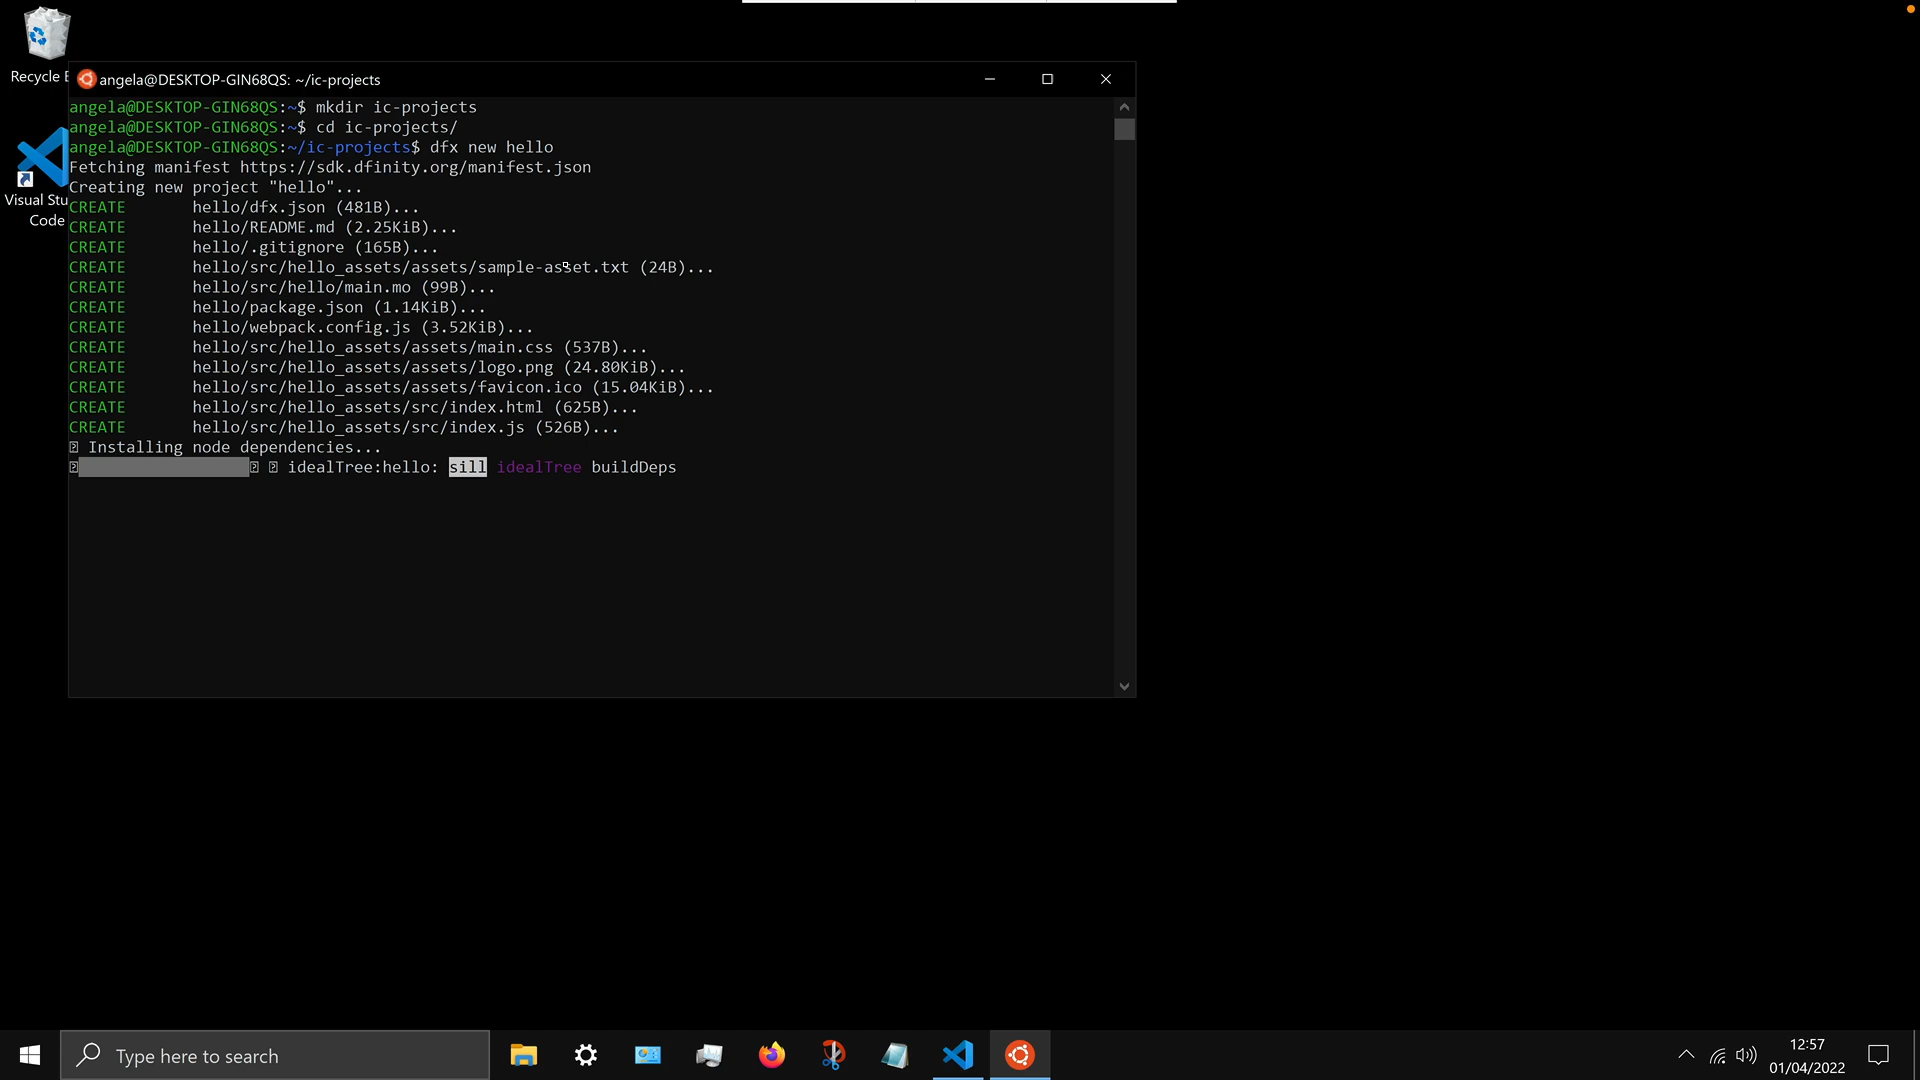 Recycle B
angela@DESKTOP-GIN68QS: ~/ic-projects
angela@DESKTOP-GIN68QS:~$ mkdir ic-projects
angela@DESKTOP-GIN68QS:~$ cd ic-projects/
angela@DESKTOP-GIN68QS:~/ic-projects$ dfx new hello
Fetching manifest https://sdk.dfinity.org/manifest.json
Creating new project "hello"...
CREATE hello/dfx.json (481B)...
CREATE hello/README.md (2.25KiB)...
CREATE hello/.gitignore (165B)...
CREATE hello/src/hello_assets/assets/sample-asset.txt (24B)...
CREATE hello/src/hello/main.mo (99B)...
CREATE hello/package.json (1.14KiB)...
CREATE hello/webpack.config.js (3.52KiB)...
CREATE hello/src/hello_assets/assets/main.css (537B)...
CREATE hello/src/hello_assets/assets/logo.png (24.80KiB)...
CREATE hello/src/hello_assets/assets/favicon.ico (15.04KiB)...
CREATE hello/src/hello_assets/src/index.html (625B)...
CREATE hello/src/hello_assets/src/index.js (526B)...
Installing node dependencies...
idealTree:hello: sill idealTree buildDeps
Visual Stu
Code
Type here to search
12:57
01/04/2022